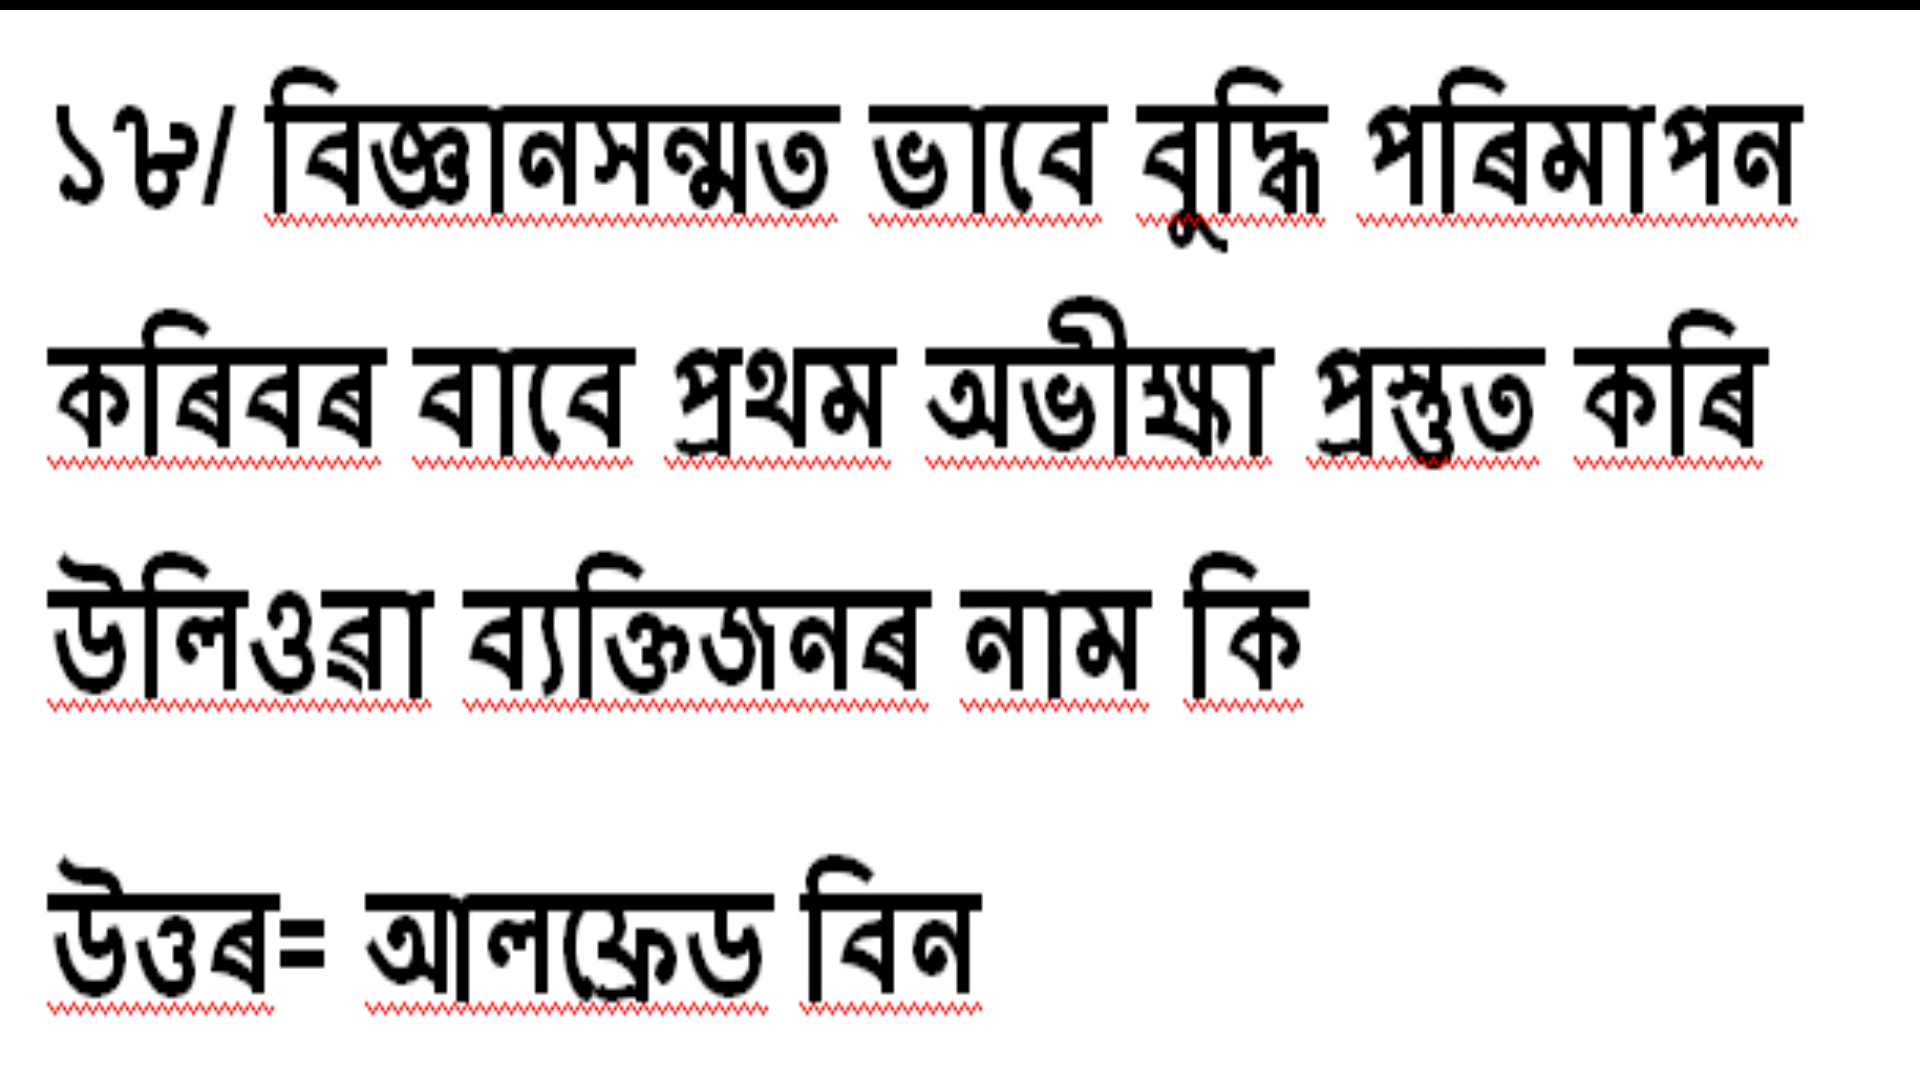 ১৮/ বিজ্ঞানসন্মত ভাবে বুদ্ধি পৰিমাপন
কৰিবৰ বাবে প্ৰথম অভীক্ষা প্ৰস্তুত কৰি
উলিওৱা ব্যক্তিজনৰ নাম কি
উত্তৰ= আলফ্ৰেড বিন